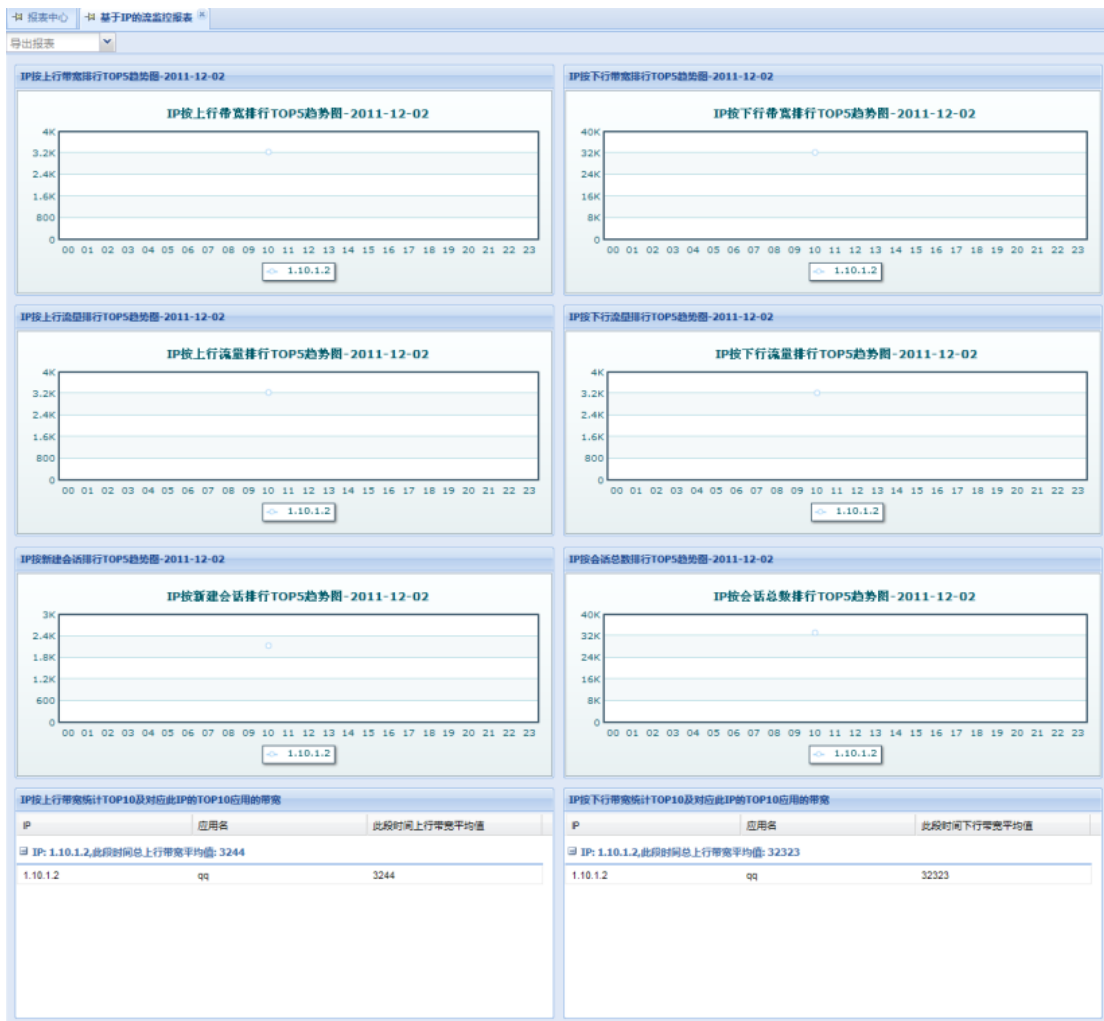 报表中心 基于IP的流监控报表
导出报表
IP按上行带宽排行TOP5趋势图-2011-12-02
IP按上行带宽排行TOP5趋势图-2011-12-02
4K
3.2K
2.4K
1.6K
800
0
00 01 02 03 04 05 06 07 08 09 10 11 12 13 14 15 16 17 18 19 20 21 22 23
1.10.1.2
IP按下行带宽排行TOP5趋势图-2011-12-02
IP按下行带宽排行TOP5趋势图-2011-12-02
40K
32K
24K
16K
8K
0
00 01 02 03 04 05 06 07 08 09 10 11 12 13 14 15 16 17 18 19 20 21 22 23
1.10.1.2
IP按上行流量排行TOP5趋势图-2011-12-02
IP按上行流量排行TOP5趋势图-2011-12-02
4K
3.2K
2.4K
1.6K
800
0
00 01 02 03 04 05 06 07 08 09 10 11 12 13 14 15 16 17 18 19 20 21 22 23
1.10.1.2
IP按下行流量排行TOP5趋势图-2011-12-02
IP按下行流量排行TOP5趋势图-2011-12-02
4K
3.2K
2.4K
1.6K
800
0
00 01 02 03 04 05 06 07 08 09 10 11 12 13 14 15 16 17 18 19 20 21 22 23
1.10.1.2
IP按新建会话排行TOP5趋势图-2011-12-02
IP按新建会话排行TOP5趋势图-2011-12-02
3K
2.4K
1.8K
1.2K
600
0
00 01 02 03 04 05 06 07 08 09 10 11 12 13 14 15 16 17 18 19 20 21 22 23
1.10.1.2
IP按会话总数排行TOP5趋势图-2011-12-02
IP按会话总数排行TOP5趋势图-2011-12-02
40K
32K
24K
16K
8K
0
00 01 02 03 04 05 06 07 08 09 10 11 12 13 14 15 16 17 18 19 20 21 22 23
1.10.1.2
IP按上行带宽统计TOP10及对应此IP的TOP10应用的带宽
IP 应用名 此段时间上行带宽平均值
IP: 1.10.1.2,此段时间总上行带宽平均值: 3244
1.10.1.2 qq 3244
IP按下行带宽统计TOP10及对应此IP的TOP10应用的带宽
IP 应用名 此段时间下行带宽平均值
IP: 1.10.1.2,此段时间总上行带宽平均值: 32323
1.10.1.2 qq 32323